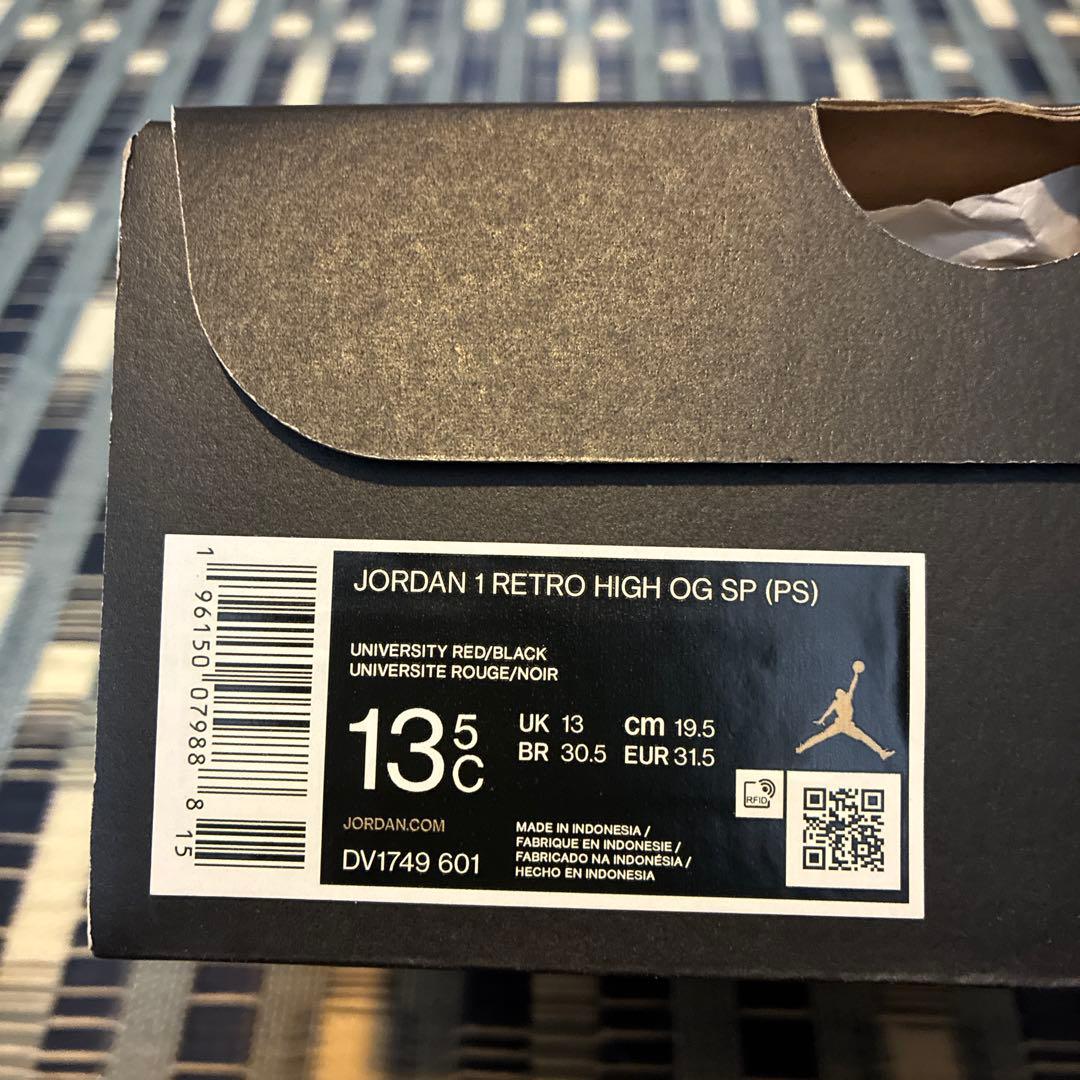 JORDAN 1 RETRO HIGH OG SP (PS)
UNIVERSITY RED/BLACK
UNIVERSITE ROUGE/NOIR
13 5 C
UK 13 cm 19.5
BR 30.5 EUR 31.5
RFID
JORDAN.COM
DV1749 601
MADE IN INDONESIA /
FABRIQUE EN INDONESIE /
FABRICADO NA INDONÉSIA /
HECHO EN INDONESIA
1 96150 07988 8 15